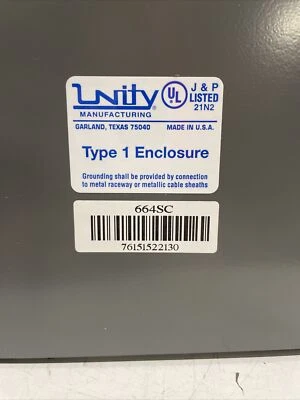 Unity
MANUFACTURING
GARLAND, TEXAS 75040
UL
J & P
LISTED
21N2
MADE IN U.S.A.
Type 1 Enclosure
Grounding shall be provided by connection
to metal raceway or metallic cable sheaths
664SC
76151522130